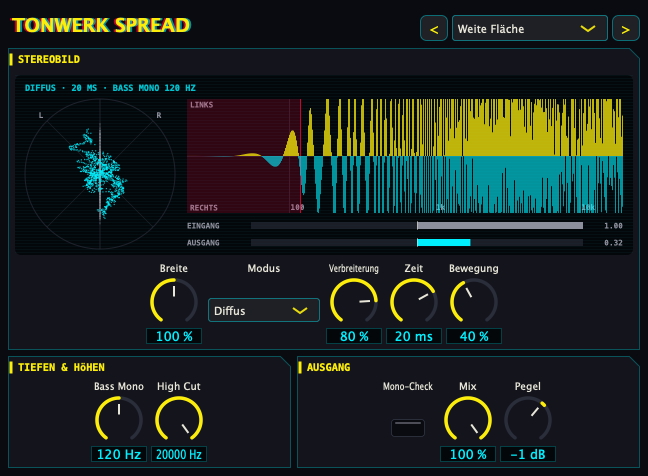 TONWERK SPREAD
<
Weite Fläche
>
STEREOBILD
DIFFUS · 20 MS · BASS MONO 120 HZ
L
R
LINKS
RECHTS
100
1k
10k
EINGANG
1.00
AUSGANG
0.32
Breite
Modus
Verbreiterung
Zeit
Bewegung
Diffus
100 %
80 %
20 ms
40 %
TIEFEN & HöHEN
AUSGANG
Bass Mono
High Cut
Mono-Check
Mix
Pegel
120 Hz
20000 Hz
100 %
-1 dB